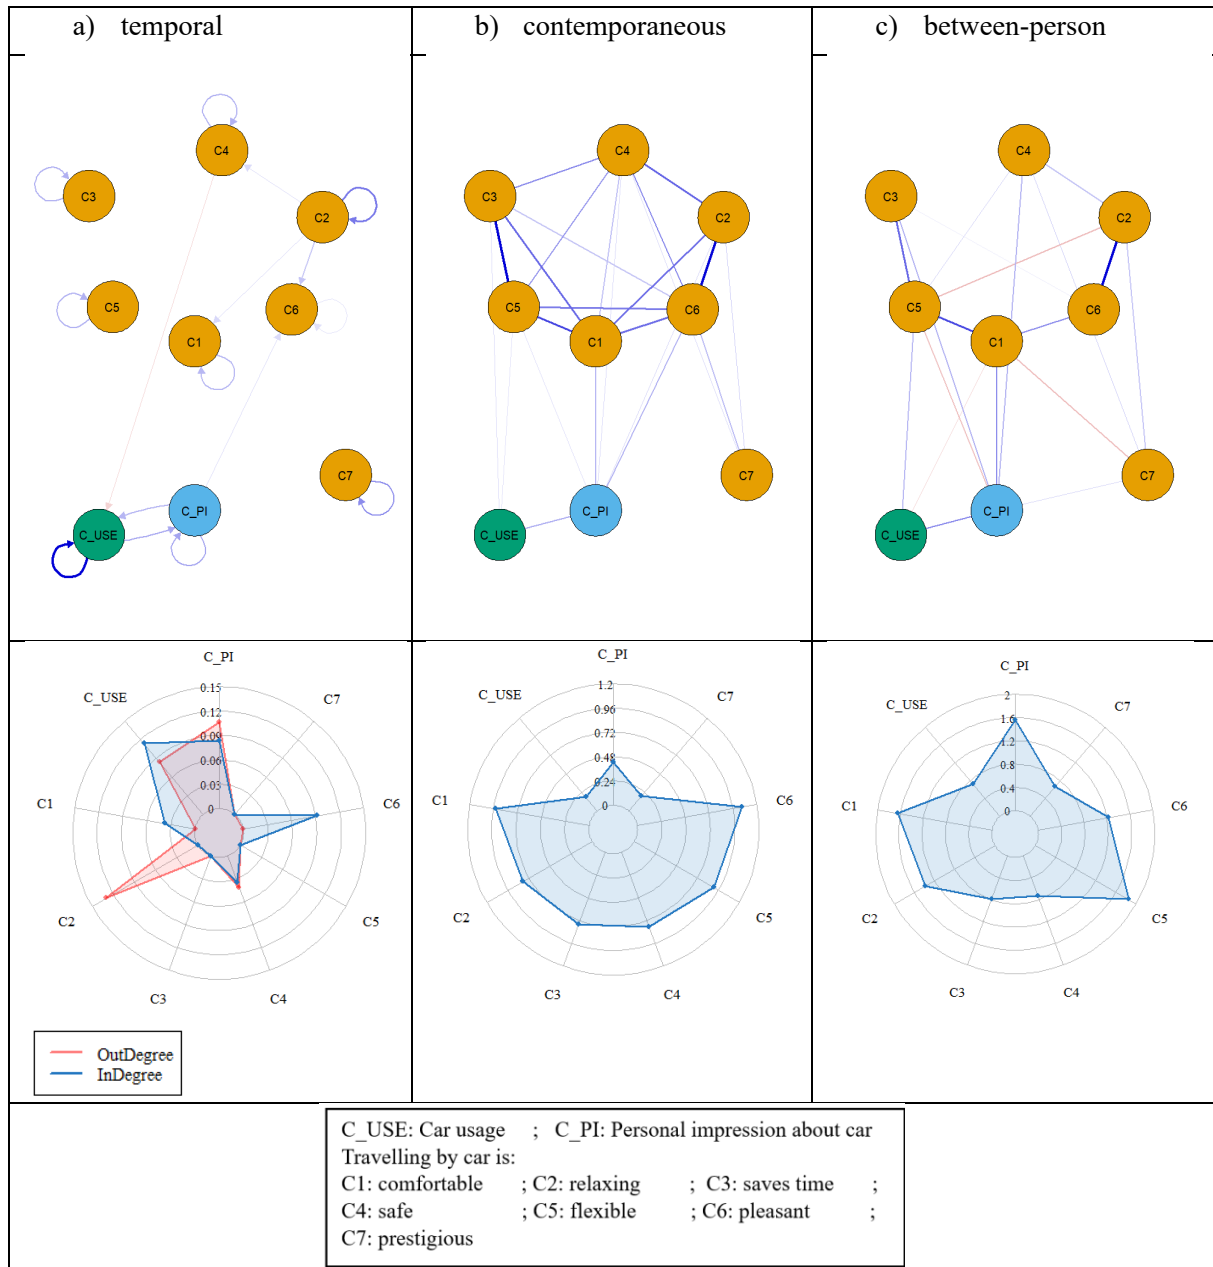 a) temporal
b) contemporaneous
c) between-person
C4
C3
C2
C5
C6
C1
C7
C_PI
C_USE
C4
C3
C2
C5
C6
C1
C7
C_PI
C_USE
C4
C3
C2
C5
C6
C1
C7
C_PI
C_USE
C_PI
0.15
C_USE
C7
0.12
0.09
0.06
0.03
0
C1
C6
C2
C5
C3
C4
OutDegree
InDegree
C_PI
1.2
C_USE
C7
0.96
0.72
0.48
0.24
0
C1
C6
C2
C5
C3
C4
C_PI
2
C_USE
C7
1.6
1.2
0.8
0.4
0
C1
C6
C2
C5
C3
C4
C_USE: Car usage ; C_PI: Personal impression about car
Travelling by car is:
C1: comfortable ; C2: relaxing ; C3: saves time ;
C4: safe ; C5: flexible ; C6: pleasant ;
C7: prestigious